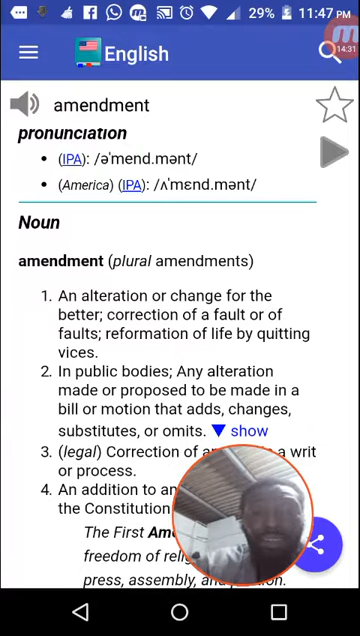 29% 11:47 PM
14:31
English
amendment
pronunciation
(IPA): /ə'mend.mənt/
(America) (IPA): /ʌ'mɛnd.mənt/
Noun
amendment (plural amendments)
1. An alteration or change for the
better; correction of a fault or of
faults; reformation of life by quitting
vices.
2. In public bodies; Any alteration
made or proposed to be made in a
bill or motion that adds, changes,
substitutes, or omits. ▼ show
3. (legal) Correction of a writ
or process.
4. An addition to
the Constitution
The First
freedom of
press, assembly,